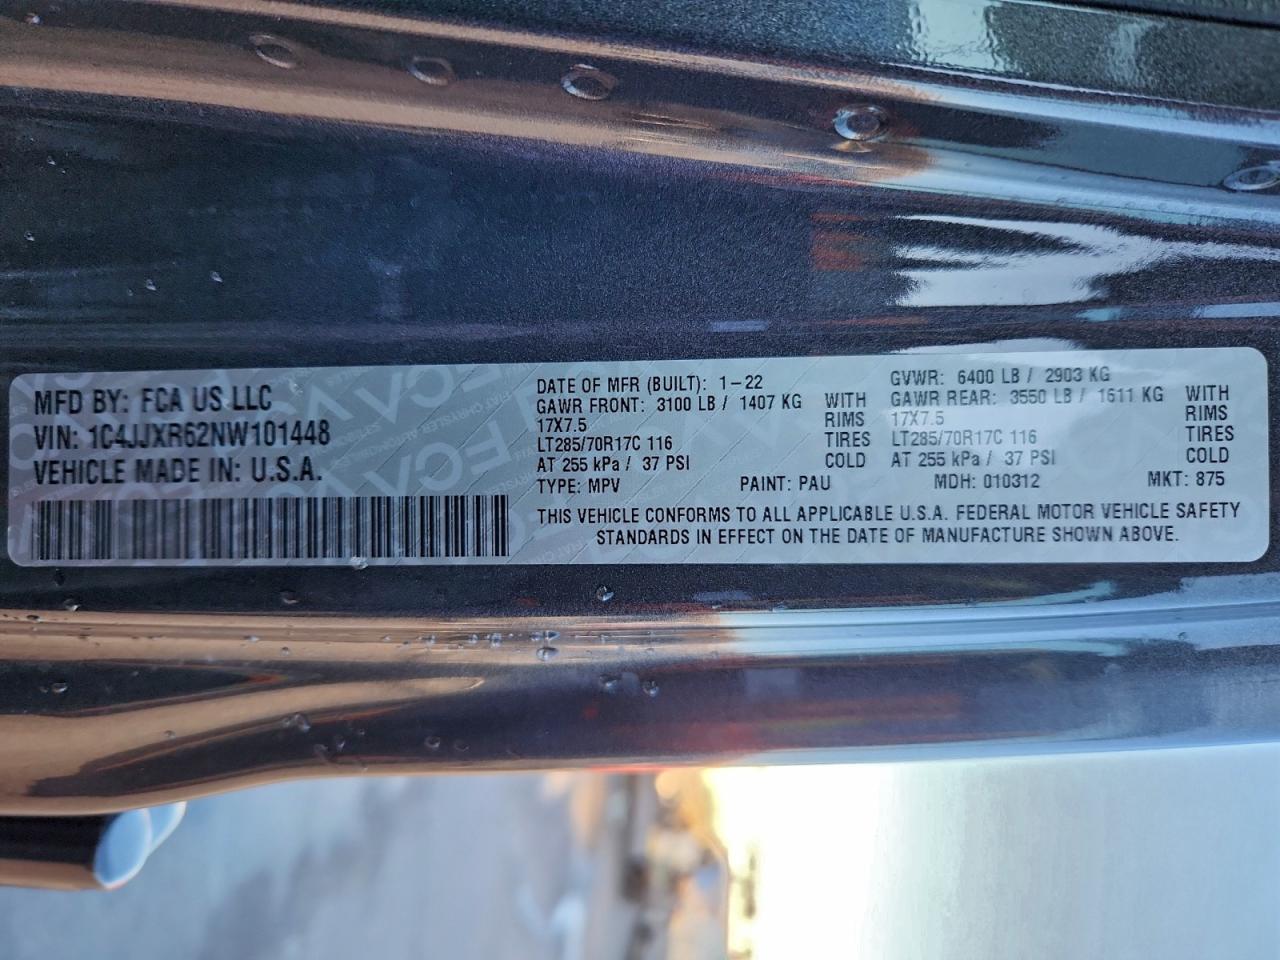 MFD BY: FCA US LLC
VIN: 1C4JJXR62NW101448
VEHICLE MADE IN: U.S.A.
DATE OF MFR (BUILT): 1-22
GAWR FRONT: 3100 LB / 1407 KG WITH
17X7.5 RIMS
LT285/70R17C 116 TIRES
AT 255 kPa / 37 PSI COLD
GVWR: 6400 LB / 2903 KG
GAWR REAR: 3550 LB / 1611 KG WITH
17X7.5 RIMS
LT285/70R17C 116 TIRES
AT 255 kPa / 37 PSI COLD
TYPE: MPV PAINT: PAU MDH: 010312 MKT: 875
THIS VEHICLE CONFORMS TO ALL APPLICABLE U.S.A. FEDERAL MOTOR VEHICLE SAFETY
STANDARDS IN EFFECT ON THE DATE OF MANUFACTURE SHOWN ABOVE.